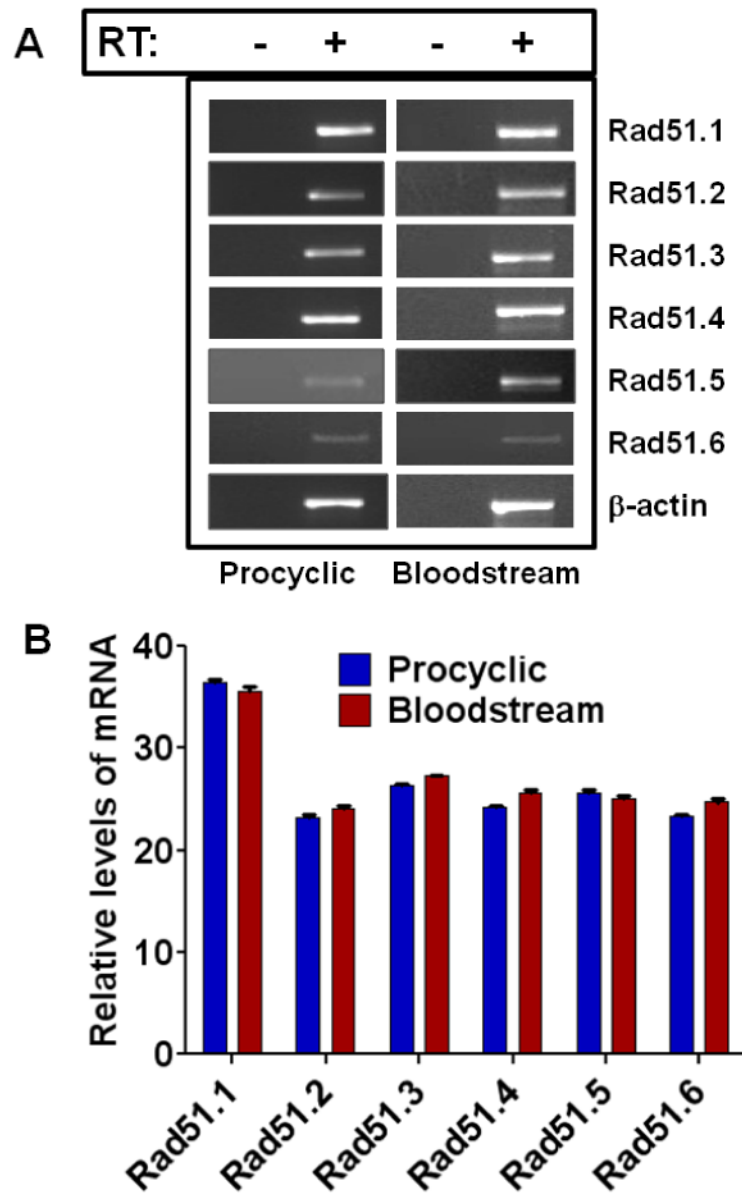 A
RT: - + - +
Rad51.1
Rad51.2
Rad51.3
Rad51.4
Rad51.5
Rad51.6
β-actin
Procyclic Bloodstream
B
Relative levels of mRNA
40
30
20
10
0
Procyclic
Bloodstream
Rad51.1
Rad51.2
Rad51.3
Rad51.4
Rad51.5
Rad51.6